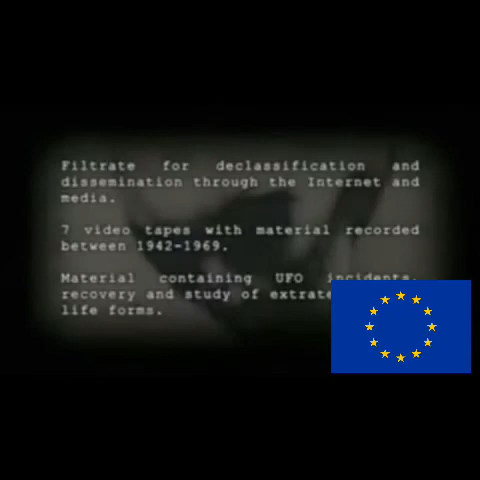 Filtrate for declassification and
dissemination through the Internet and
media.
7 video tapes with material recorded
between 1942-1969.
Material containing UFO incidents,
recovery and study of
life forms.